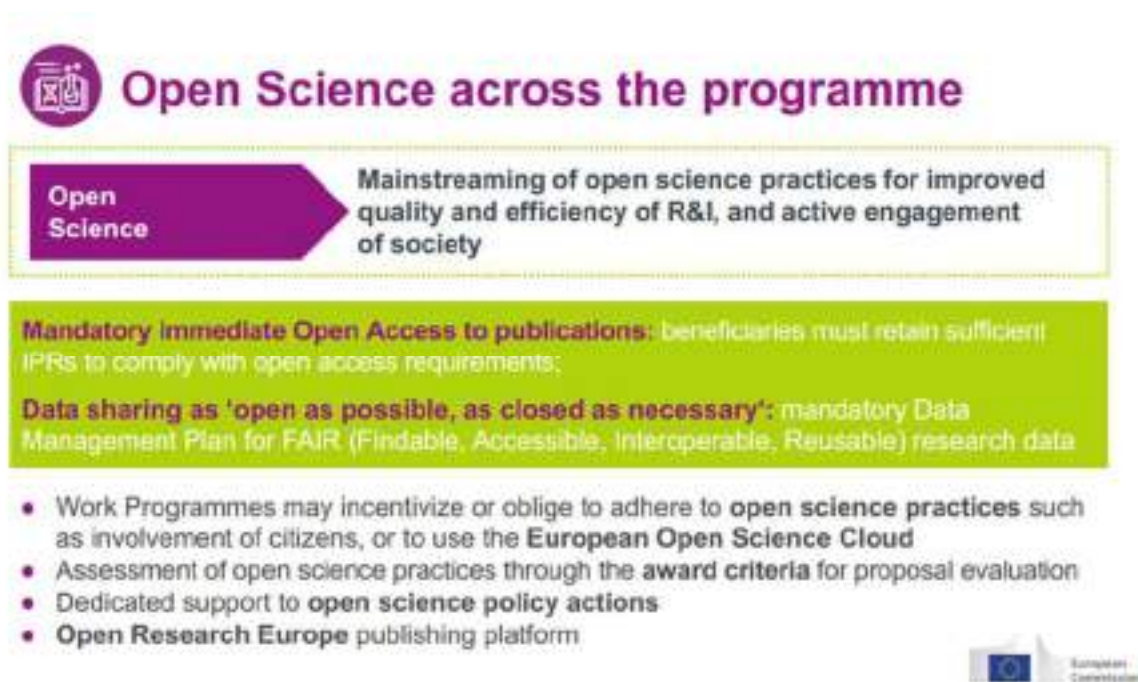 Open Science across the programme
Open
Science
Mainstreaming of open science practices for improved
quality and efficiency of R&I, and active engagement
of society
Mandatory immediate Open Access to publications: beneficiaries must retain sufficient
IPRs to comply with open access requirements;
Data sharing as ‘open as possible, as closed as necessary‘: mandatory Data
Management Plan for FAIR (Findable, Accessible, Interoperable, Reusable) research data
• Work Programmes may incentivize or oblige to adhere to open science practices such
as involvement of citizens, or to use the European Open Science Cloud
• Assessment of open science practices through the award criteria for proposal evaluation
• Dedicated support to open science policy actions
• Open Research Europe publishing platform
European
Commission